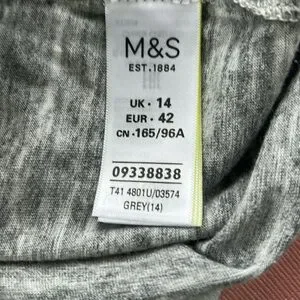 M&S
EST. 1884
UK · 14
EUR · 42
CN · 165/96A
09338838
T41 4801U/03574
GREY(14)